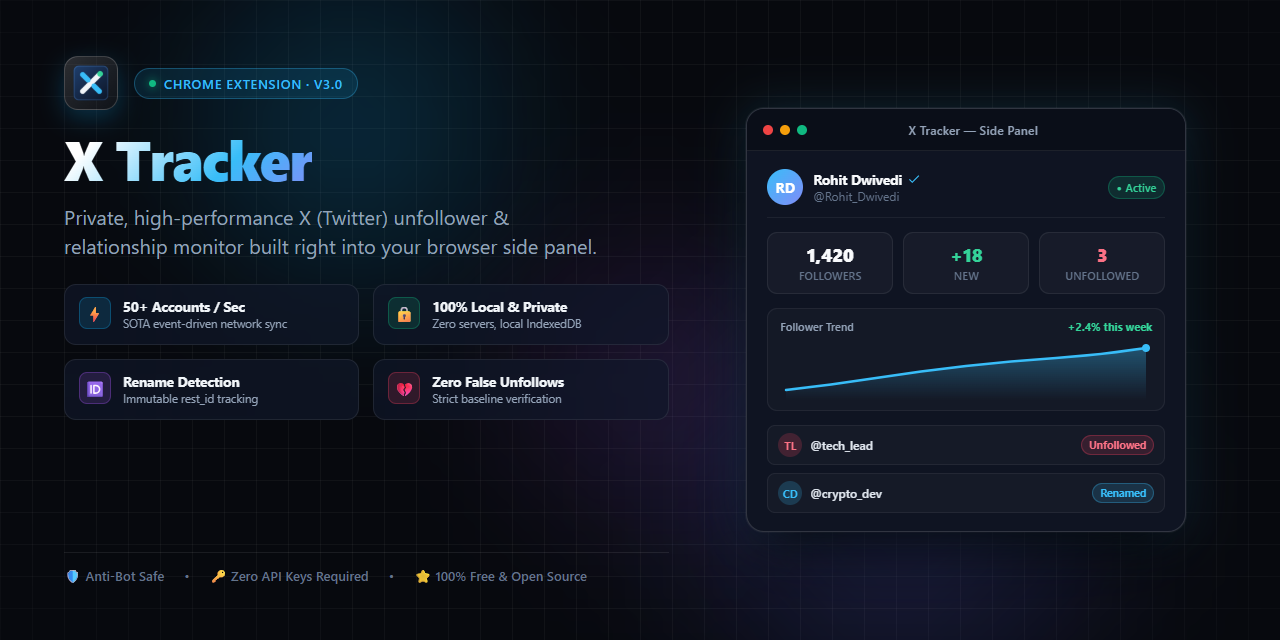 CHROME EXTENSION · V3.0
X Tracker
Private, high-performance X (Twitter) unfollower &
relationship monitor built right into your browser side panel.
50+ Accounts / Sec
SOTA event-driven network sync
100% Local & Private
Zero servers, local IndexedDB
ID
Rename Detection
Immutable rest_id tracking
Zero False Unfollows
Strict baseline verification
Anti-Bot Safe • Zero API Keys Required • 100% Free & Open Source
X Tracker — Side Panel
RD
Rohit Dwivedi
@Rohit_Dwivedi
• Active
1,420
FOLLOWERS
+18
NEW
3
UNFOLLOWED
Follower Trend
+2.4% this week
TL @tech_lead Unfollowed
CD @crypto_dev Renamed